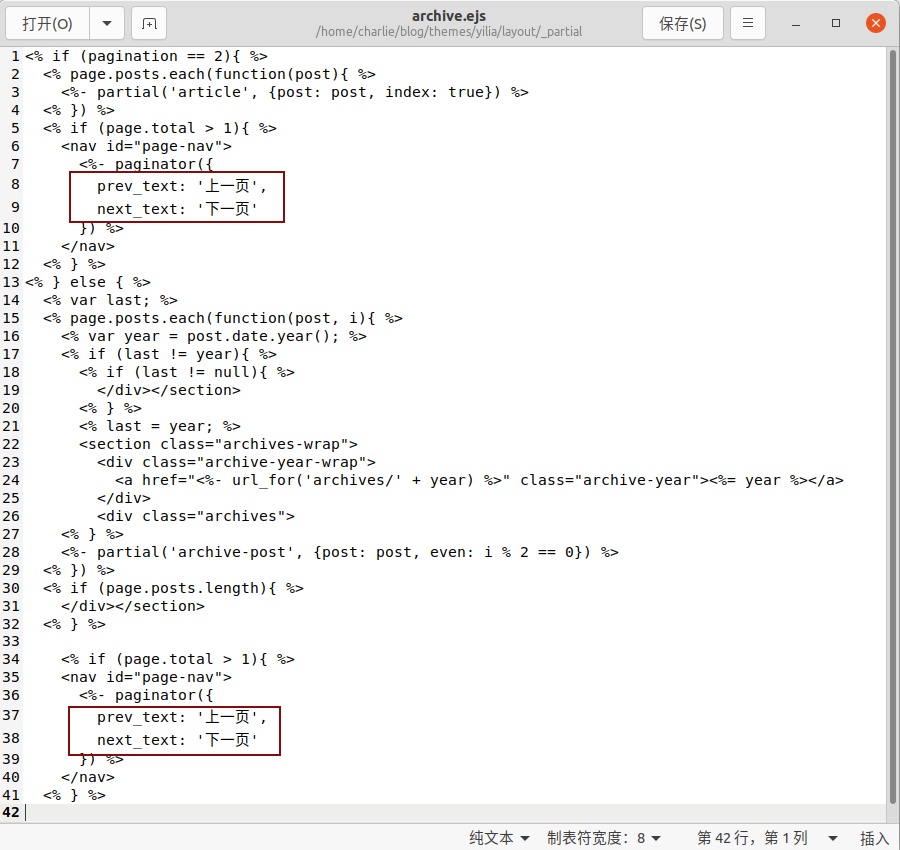 打开(O)
archive.ejs
/home/charlie/blog/themes/yilia/layout/_partial
保存(S)
1 <% if (pagination == 2){ %>
2   <% page.posts.each(function(post){ %>
3     <%- partial('article', {post: post, index: true}) %>
4   <% }) %>
5   <% if (page.total > 1){ %>
6     <nav id="page-nav">
7       <%- paginator({
8         prev_text: '上一页',
9         next_text: '下一页'
10       }) %>
11     </nav>
12   <% } %>
13 <% } else { %>
14   <% var last; %>
15   <% page.posts.each(function(post, i){ %>
16     <% var year = post.date.year(); %>
17     <% if (last != year){ %>
18       <% if (last != null){ %>
19         </div></section>
20       <% } %>
21       <% last = year; %>
22       <section class="archives-wrap">
23         <div class="archive-year-wrap">
24           <a href="<%- url_for('archives/' + year) %>" class="archive-year"><%= year %></a>
25         </div>
26         <div class="archives">
27     <% } %>
28     <%- partial('archive-post', {post: post, even: i % 2 == 0}) %>
29   <% }) %>
30   <% if (page.posts.length){ %>
31     </div></section>
32   <% } %>
33
34     <% if (page.total > 1){ %>
35     <nav id="page-nav">
36       <%- paginator({
37         prev_text: '上一页',
38         next_text: '下一页'
39       }) %>
40     </nav>
41   <% } %>
42
纯文本 制表符宽度：8 第 42 行，第 1 列 插入